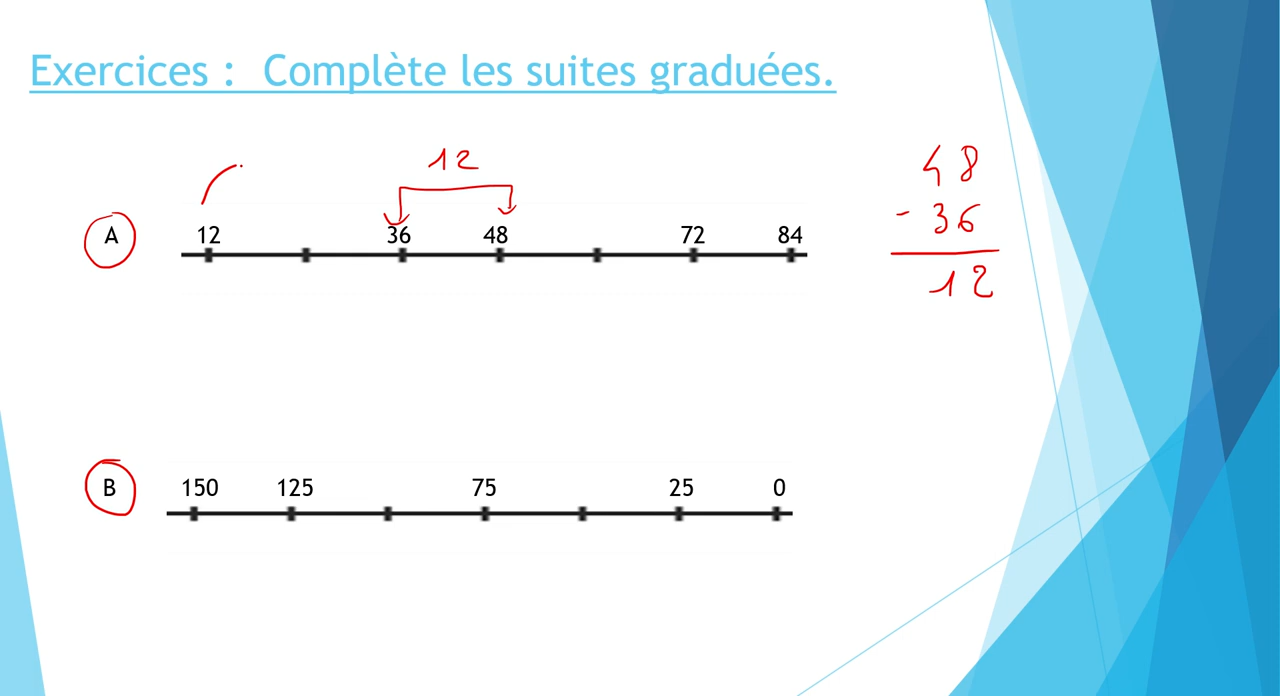 Exercices : Complète les suites graduées.
12
48
- 36
12
A 12 36 48 72 84
B 150 125 75 25 0